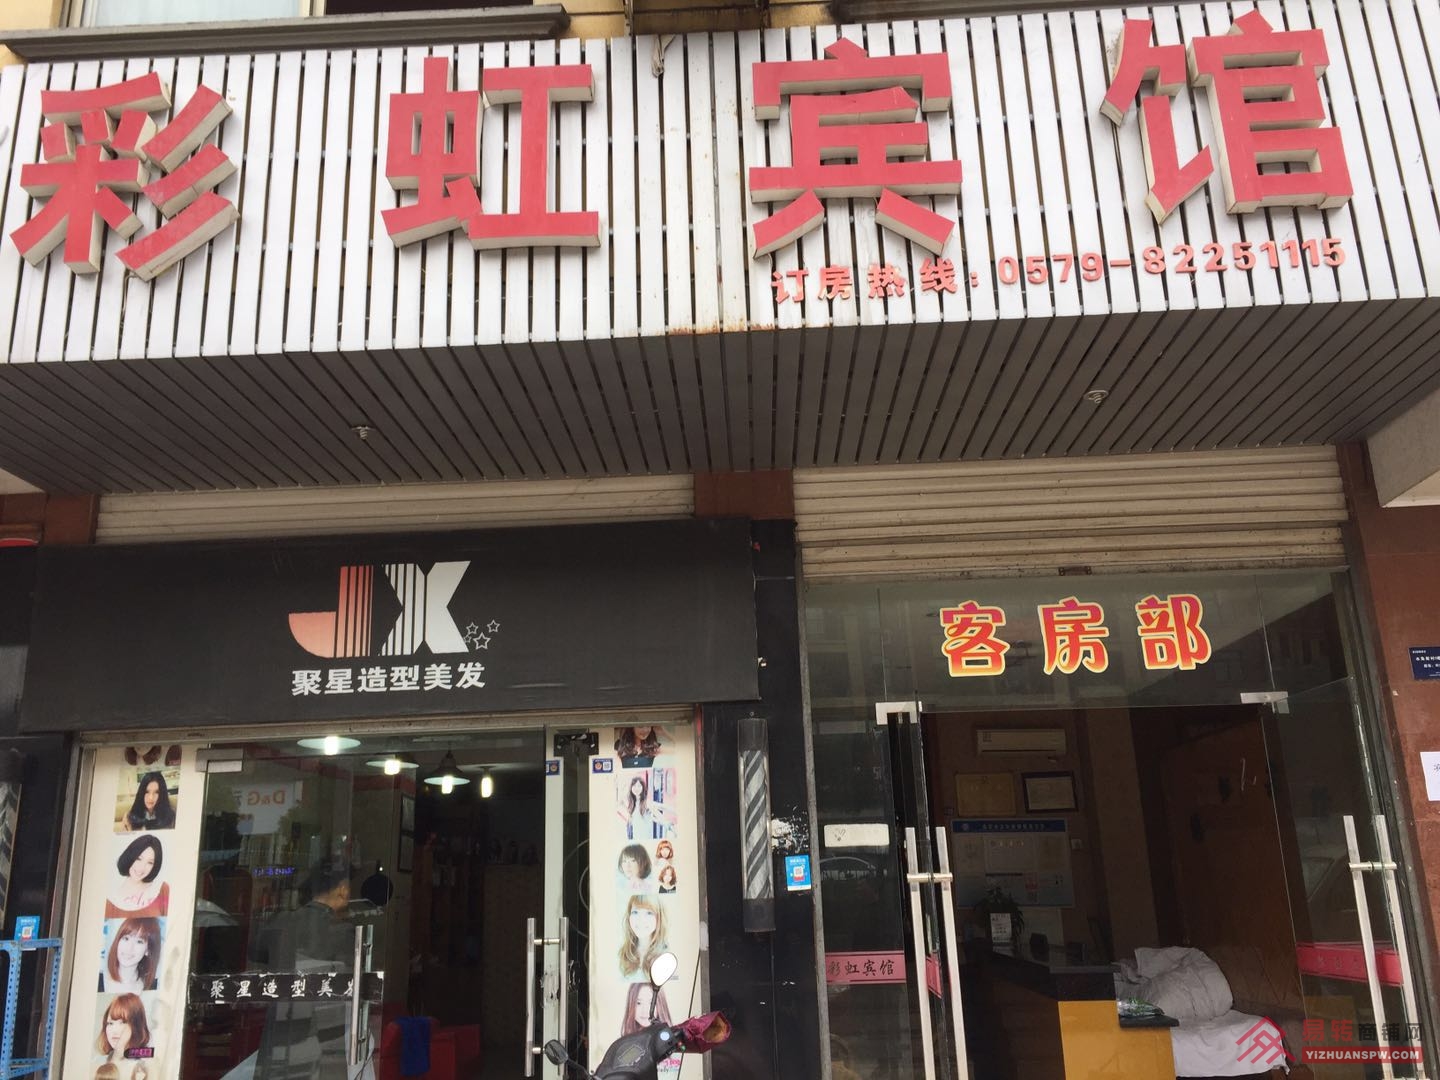 彩虹宾馆
订房热线：0579-82251115
JX
聚星造型美发
客房部
D&G
聚星造型美发
彩虹宾馆
易转商铺网
YIZHUANSPW.COM